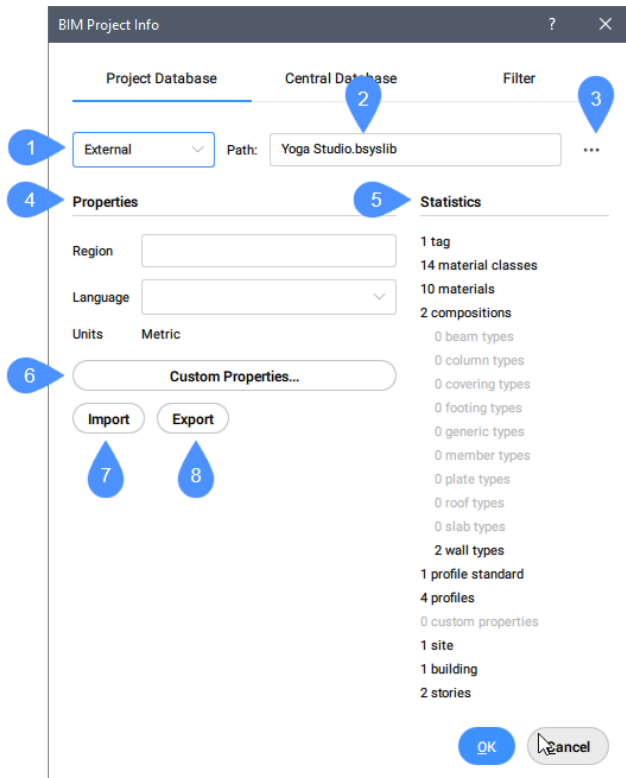 BIM Project Info ? ×
Project Database Central Database Filter
2 3
1 External Path: Yoga Studio.bsyslib ...
4 Properties 5 Statistics
Region
Language
Units Metric
6 Custom Properties...
Import Export
7 8
1 tag
14 material classes
10 materials
2 compositions
0 beam types
0 column types
0 covering types
0 footing types
0 generic types
0 member types
0 plate types
0 roof types
0 slab types
2 wall types
1 profile standard
4 profiles
0 custom properties
1 site
1 building
2 stories
OK Cancel